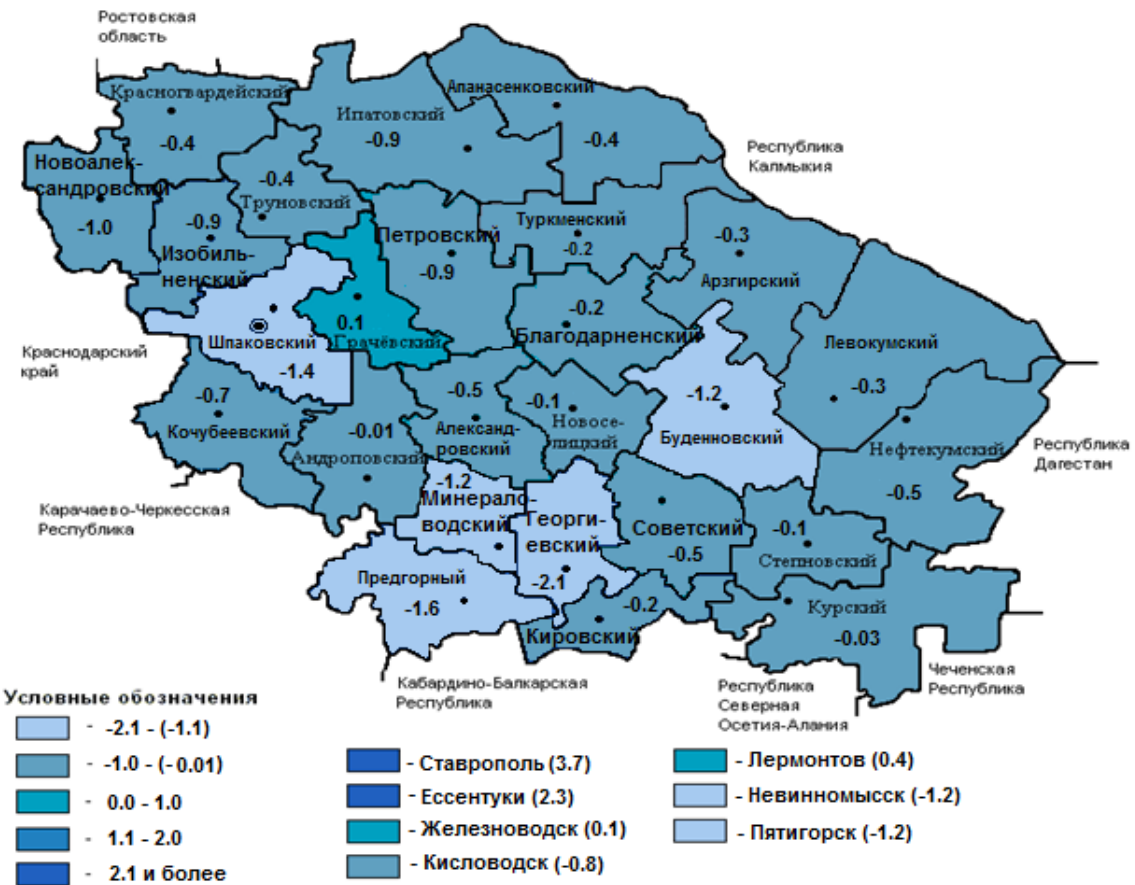 Ростовская
область
Красногвардейский
-0.4
Ипатовский
-0.9
Апанасенковский
-0.4
Республика
Калмыкия
Новоалек-
сандровский
-1.0
-0.4
Труновский
-0.9
Изобиль-
ненский
Петровский
-0.9
Туркменский
-0.2
-0.3
Арзгирский
0.1
Грачёвский
-0.2
Благодарненский
Шпаковский
-1.4
Краснодарский
край
Левокумский
-0.3
-0.7
Кочубеевский
-0.01
Андроповский
-0.5
Александ-
ровский
-0.1
Новосе-
лицкий
-1.2
Буденновский
Нефтекумский
-0.5
Республика
Дагестан
Карачаево-Черкесская
Республика
-1.2
Минерало-
водский
Георги-
евский
-2.1
Советский
-0.5
-0.1
Степновский
Предгорный
-1.6
-0.2
Кировский
Курский
-0.03
Кабардино-Балкарская
Республика
Республика
Северная
Осетия-Алания
Чеченская
Республика
Условные обозначения
- -2.1 - (-1.1)
- -1.0 - (-0.01)
- 0.0 - 1.0
- 1.1 - 2.0
- 2.1 и более
- Ставрополь (3.7)
- Ессентуки (2.3)
- Железноводск (0.1)
- Кисловодск (-0.8)
- Лермонтов (0.4)
- Невинномысск (-1.2)
- Пятигорск (-1.2)